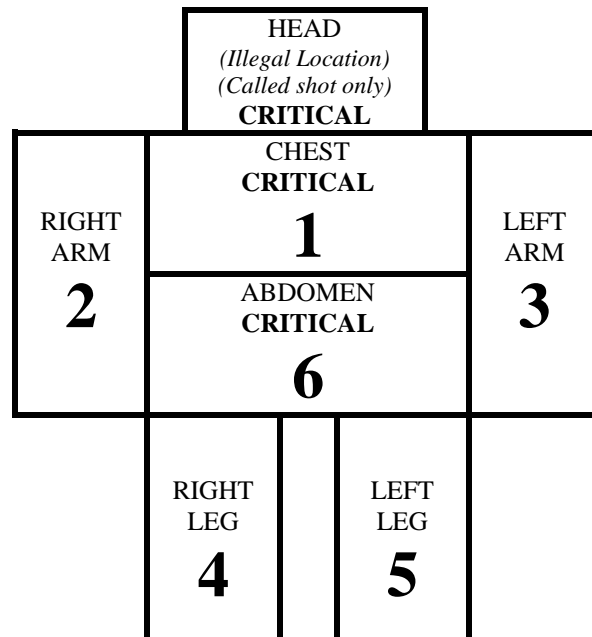 HEAD
(Illegal Location)
(Called shot only)
CRITICAL
CHEST
CRITICAL
1
RIGHT
ARM
2
LEFT
ARM
3
ABDOMEN
CRITICAL
6
RIGHT
LEG
4
LEFT
LEG
5